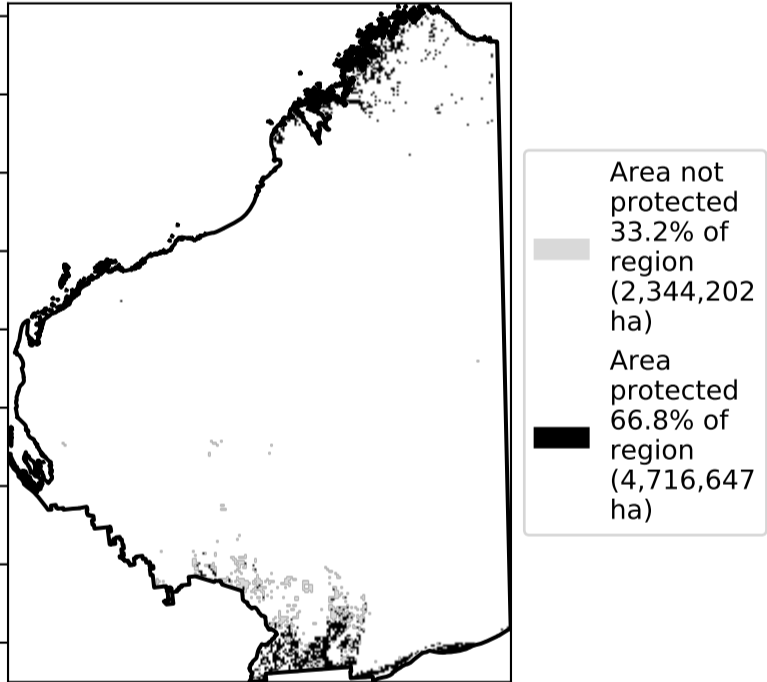 Area not
protected
33.2% of
region
(2,344,202
ha)
Area
protected
66.8% of
region
(4,716,647
ha)